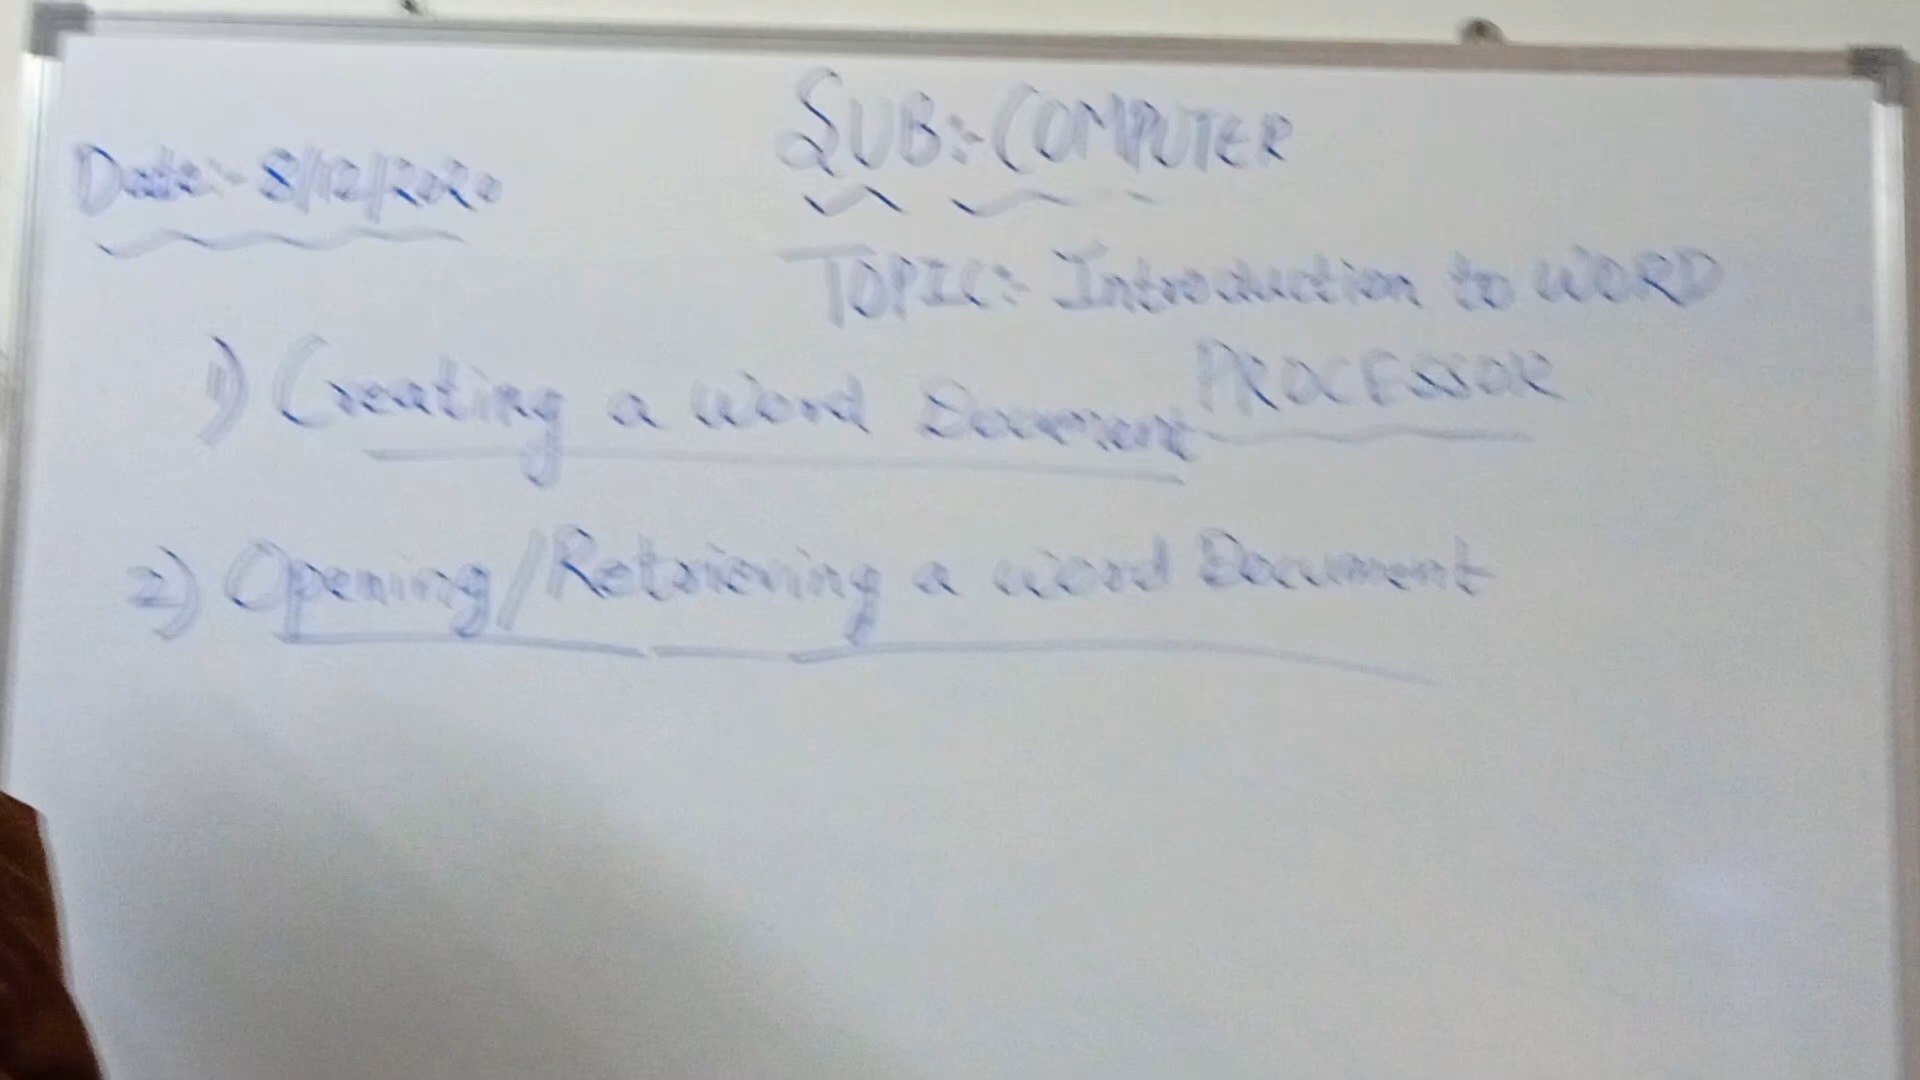 SUB:- COMPUTER
Date:- 8/12/2020
TOPIC:- Introduction to WORD
PROCESSOR
1) Creating a Word Document
2) Opening/Retrieving a word Document